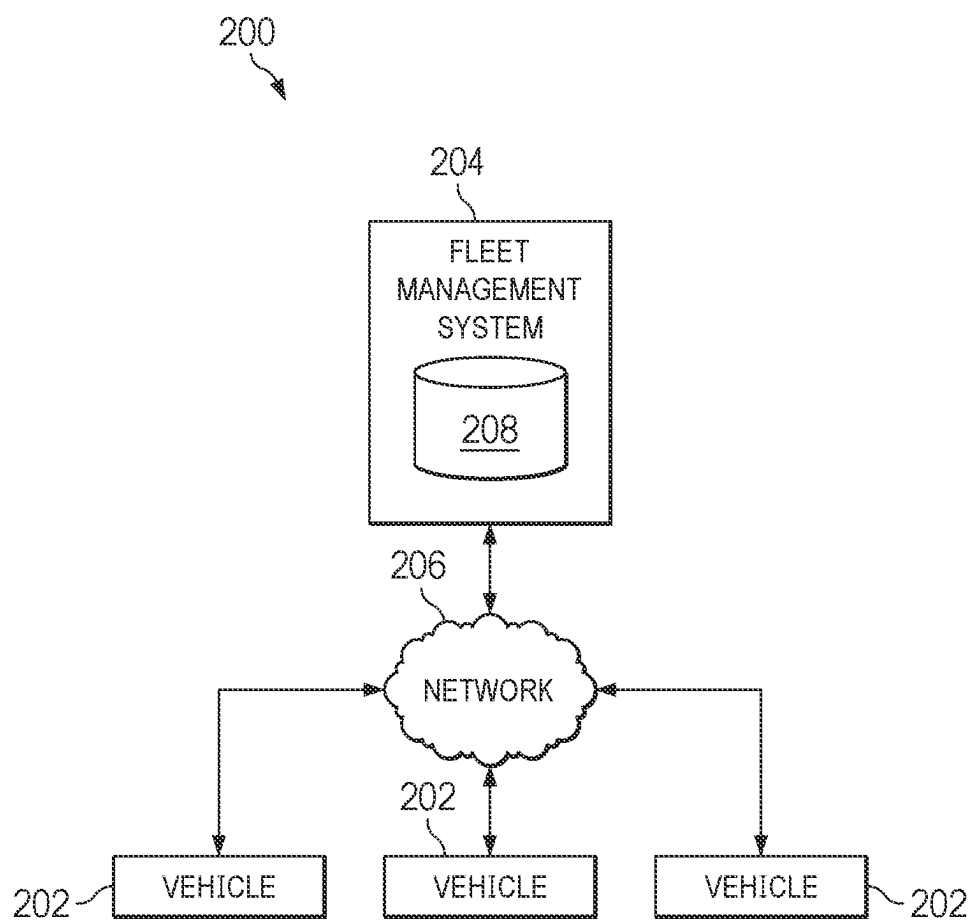 200
204
FLEET
MANAGEMENT
SYSTEM
208
206
NETWORK
202
202 VEHICLE
VEHICLE
VEHICLE 202